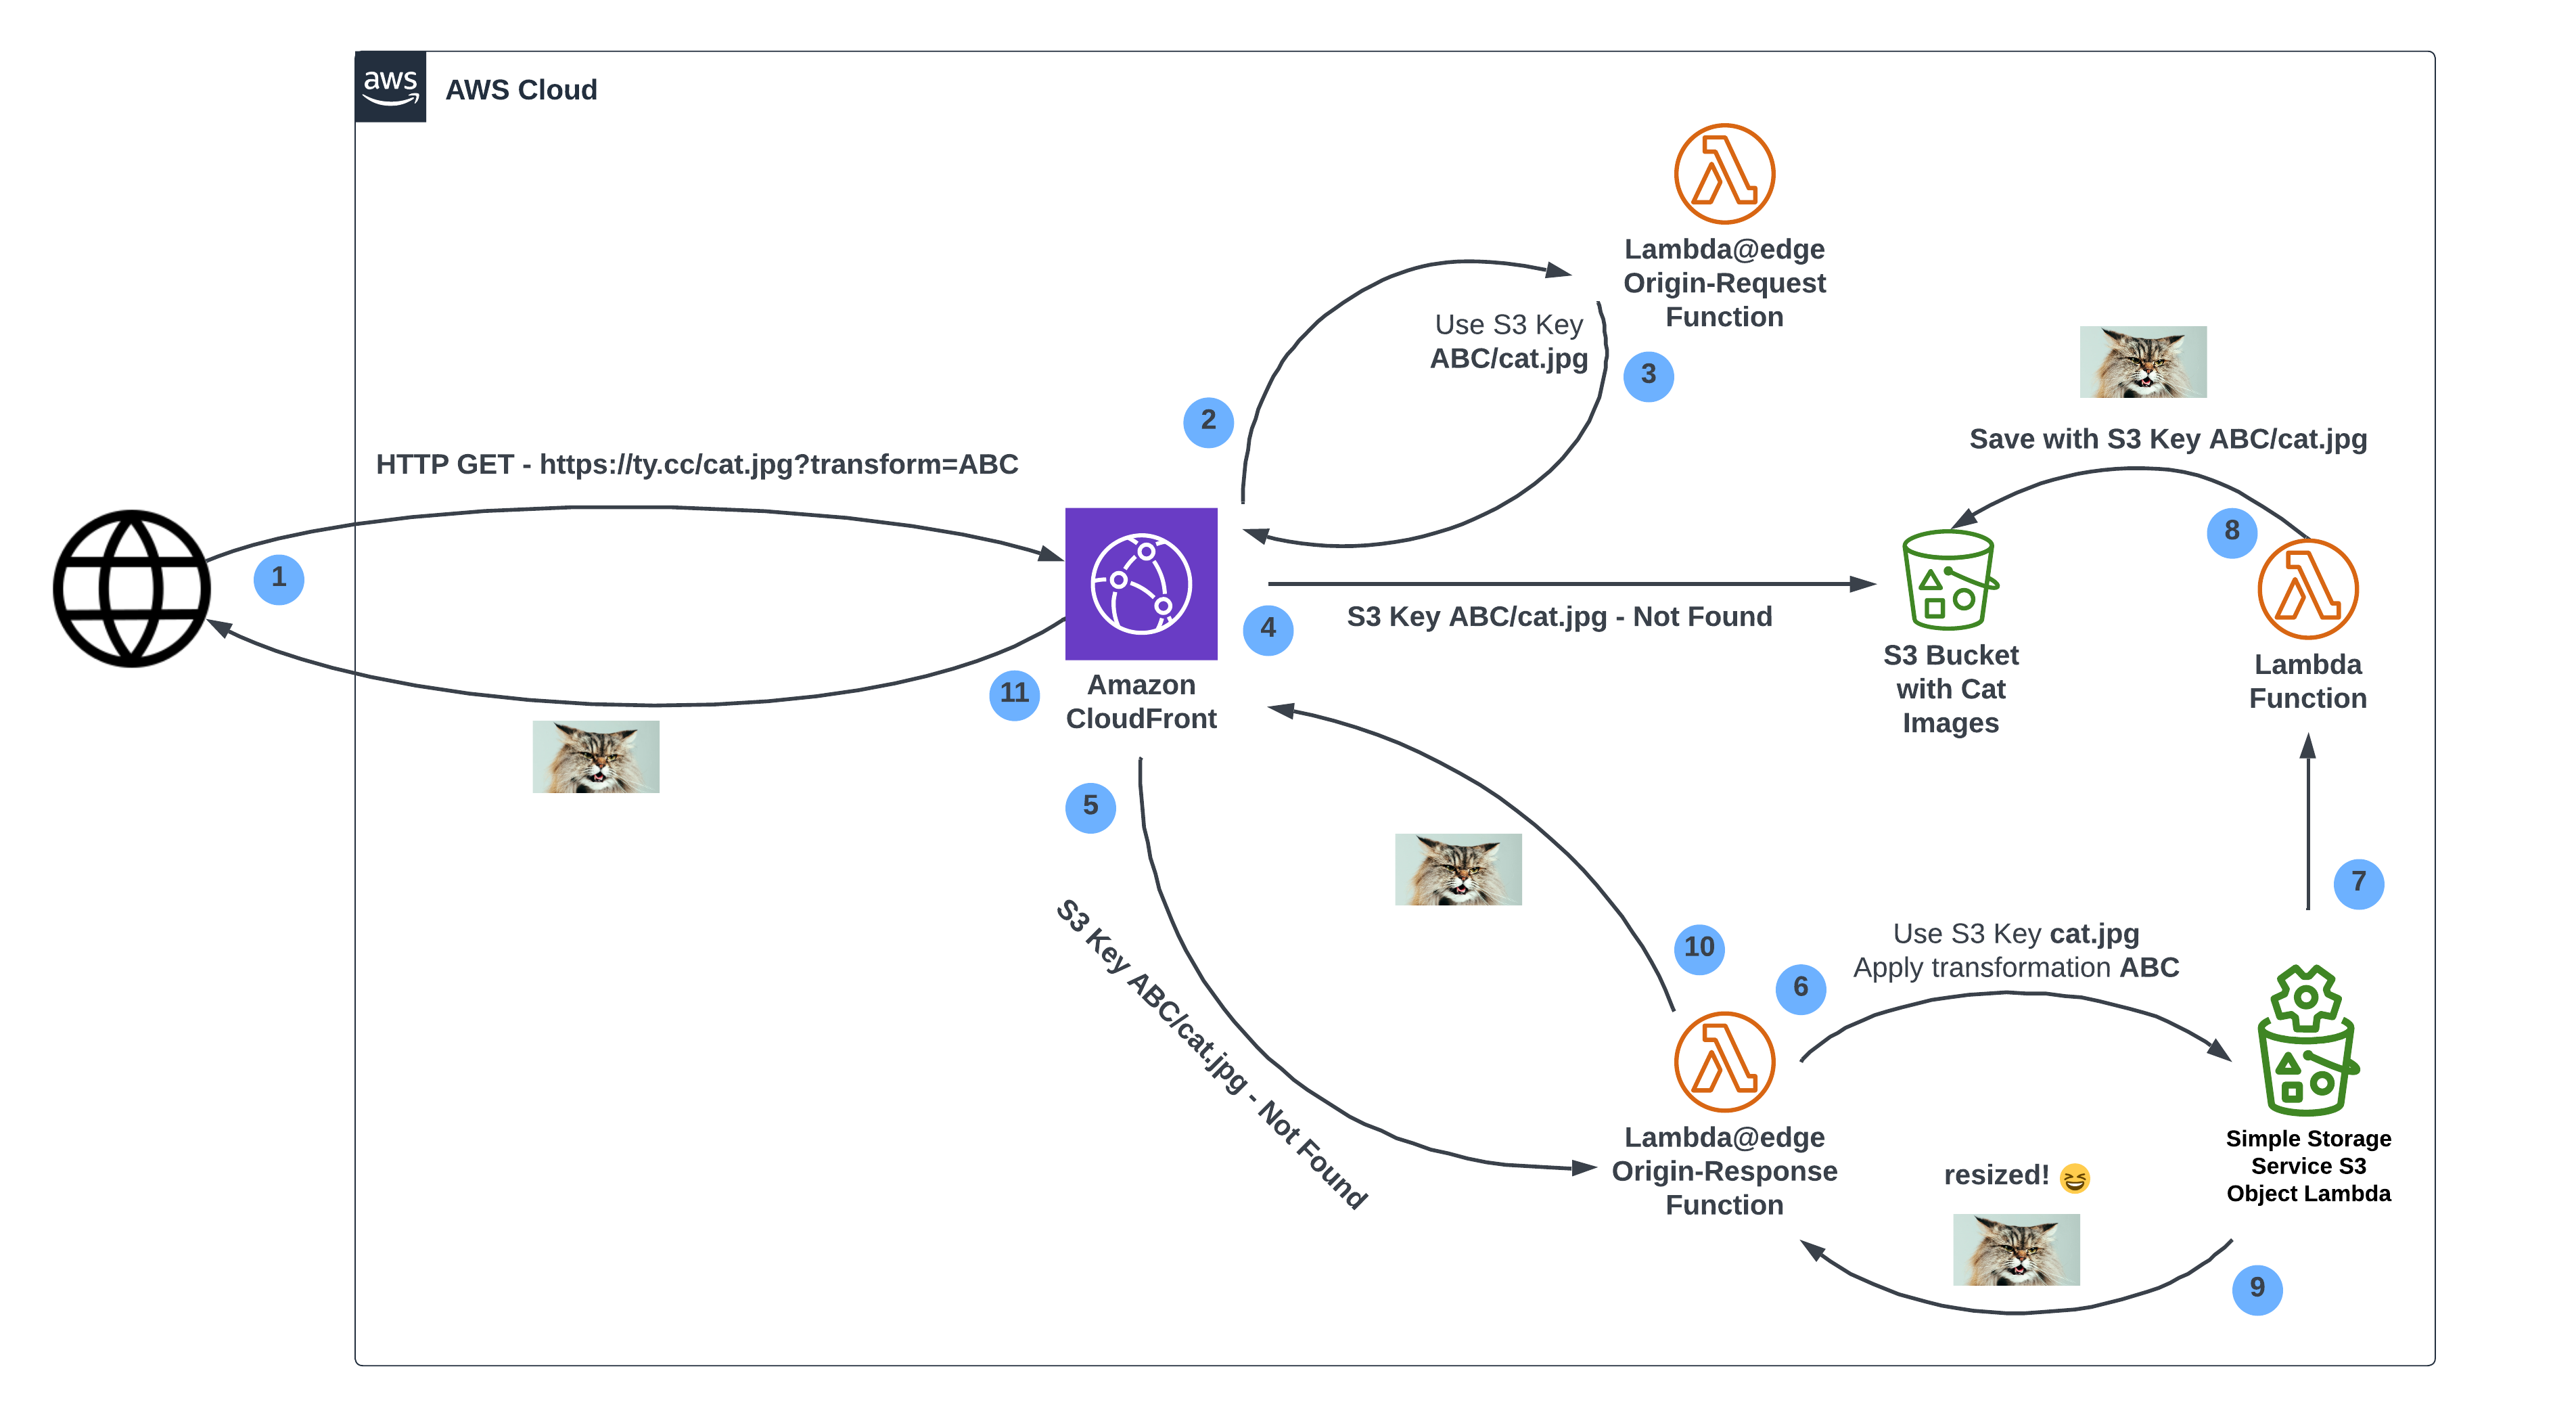 aws
AWS Cloud
Lambda@edge
Origin-Request
Function
Use S3 Key
ABC/cat.jpg
3
2
Save with S3 Key ABC/cat.jpg
HTTP GET - https://ty.cc/cat.jpg?transform=ABC
8
1
4
S3 Key ABC/cat.jpg - Not Found
S3 Bucket
with Cat
Images
Lambda
Function
11
Amazon
CloudFront
5
S3 Key ABC/cat.jpg - Not Found
7
10
6
Use S3 Key cat.jpg
Apply transformation ABC
Lambda@edge
Origin-Response
Function
Simple Storage
Service S3
Object Lambda
resized! 😆
9